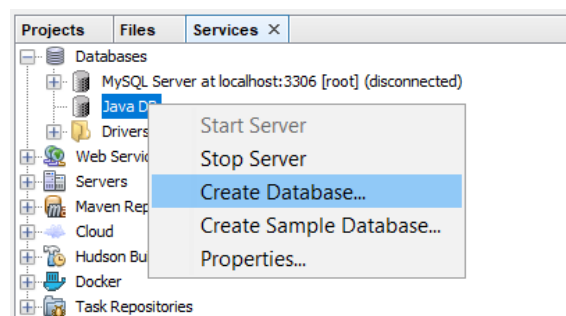 Projects Files Services ×
Databases
MySQL Server at localhost:3306 [root] (disconnected)
Java DB
Drivers
Web Servic
Servers
Maven Rep
Cloud
Hudson Bu
Docker
Task Repositories
Start Server
Stop Server
Create Database...
Create Sample Database...
Properties...